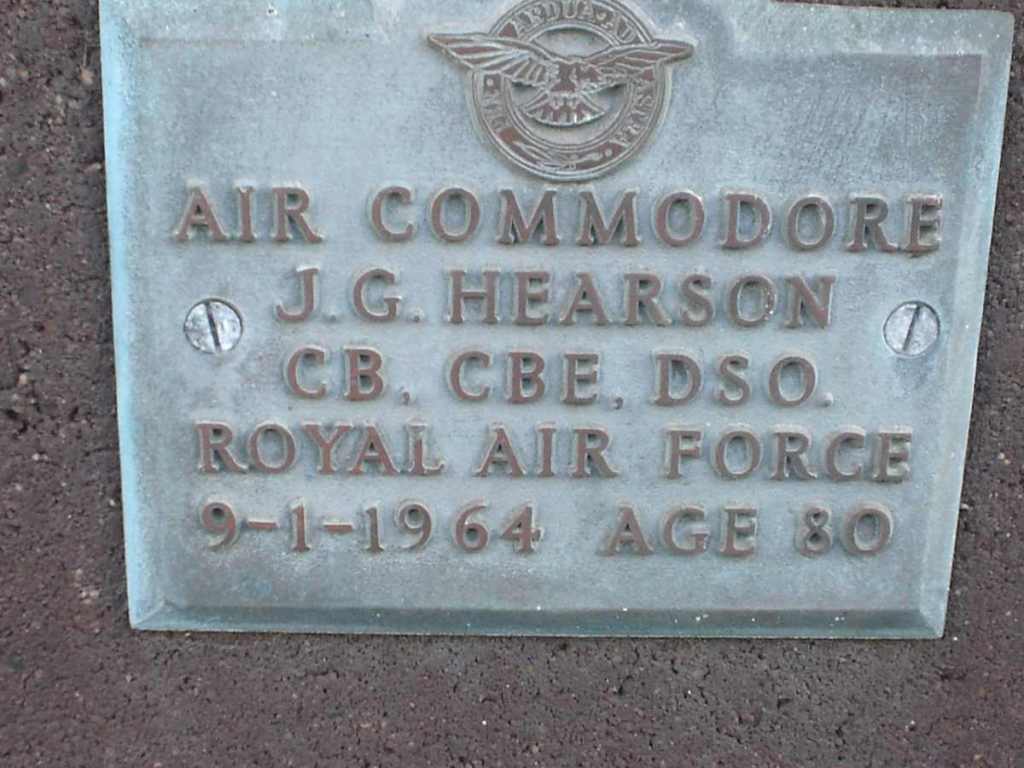 AIR COMMODORE
J.G. HEARSON
CB, CBE, DSO.
ROYAL AIR FORCE
9-1-1964 AGE 80